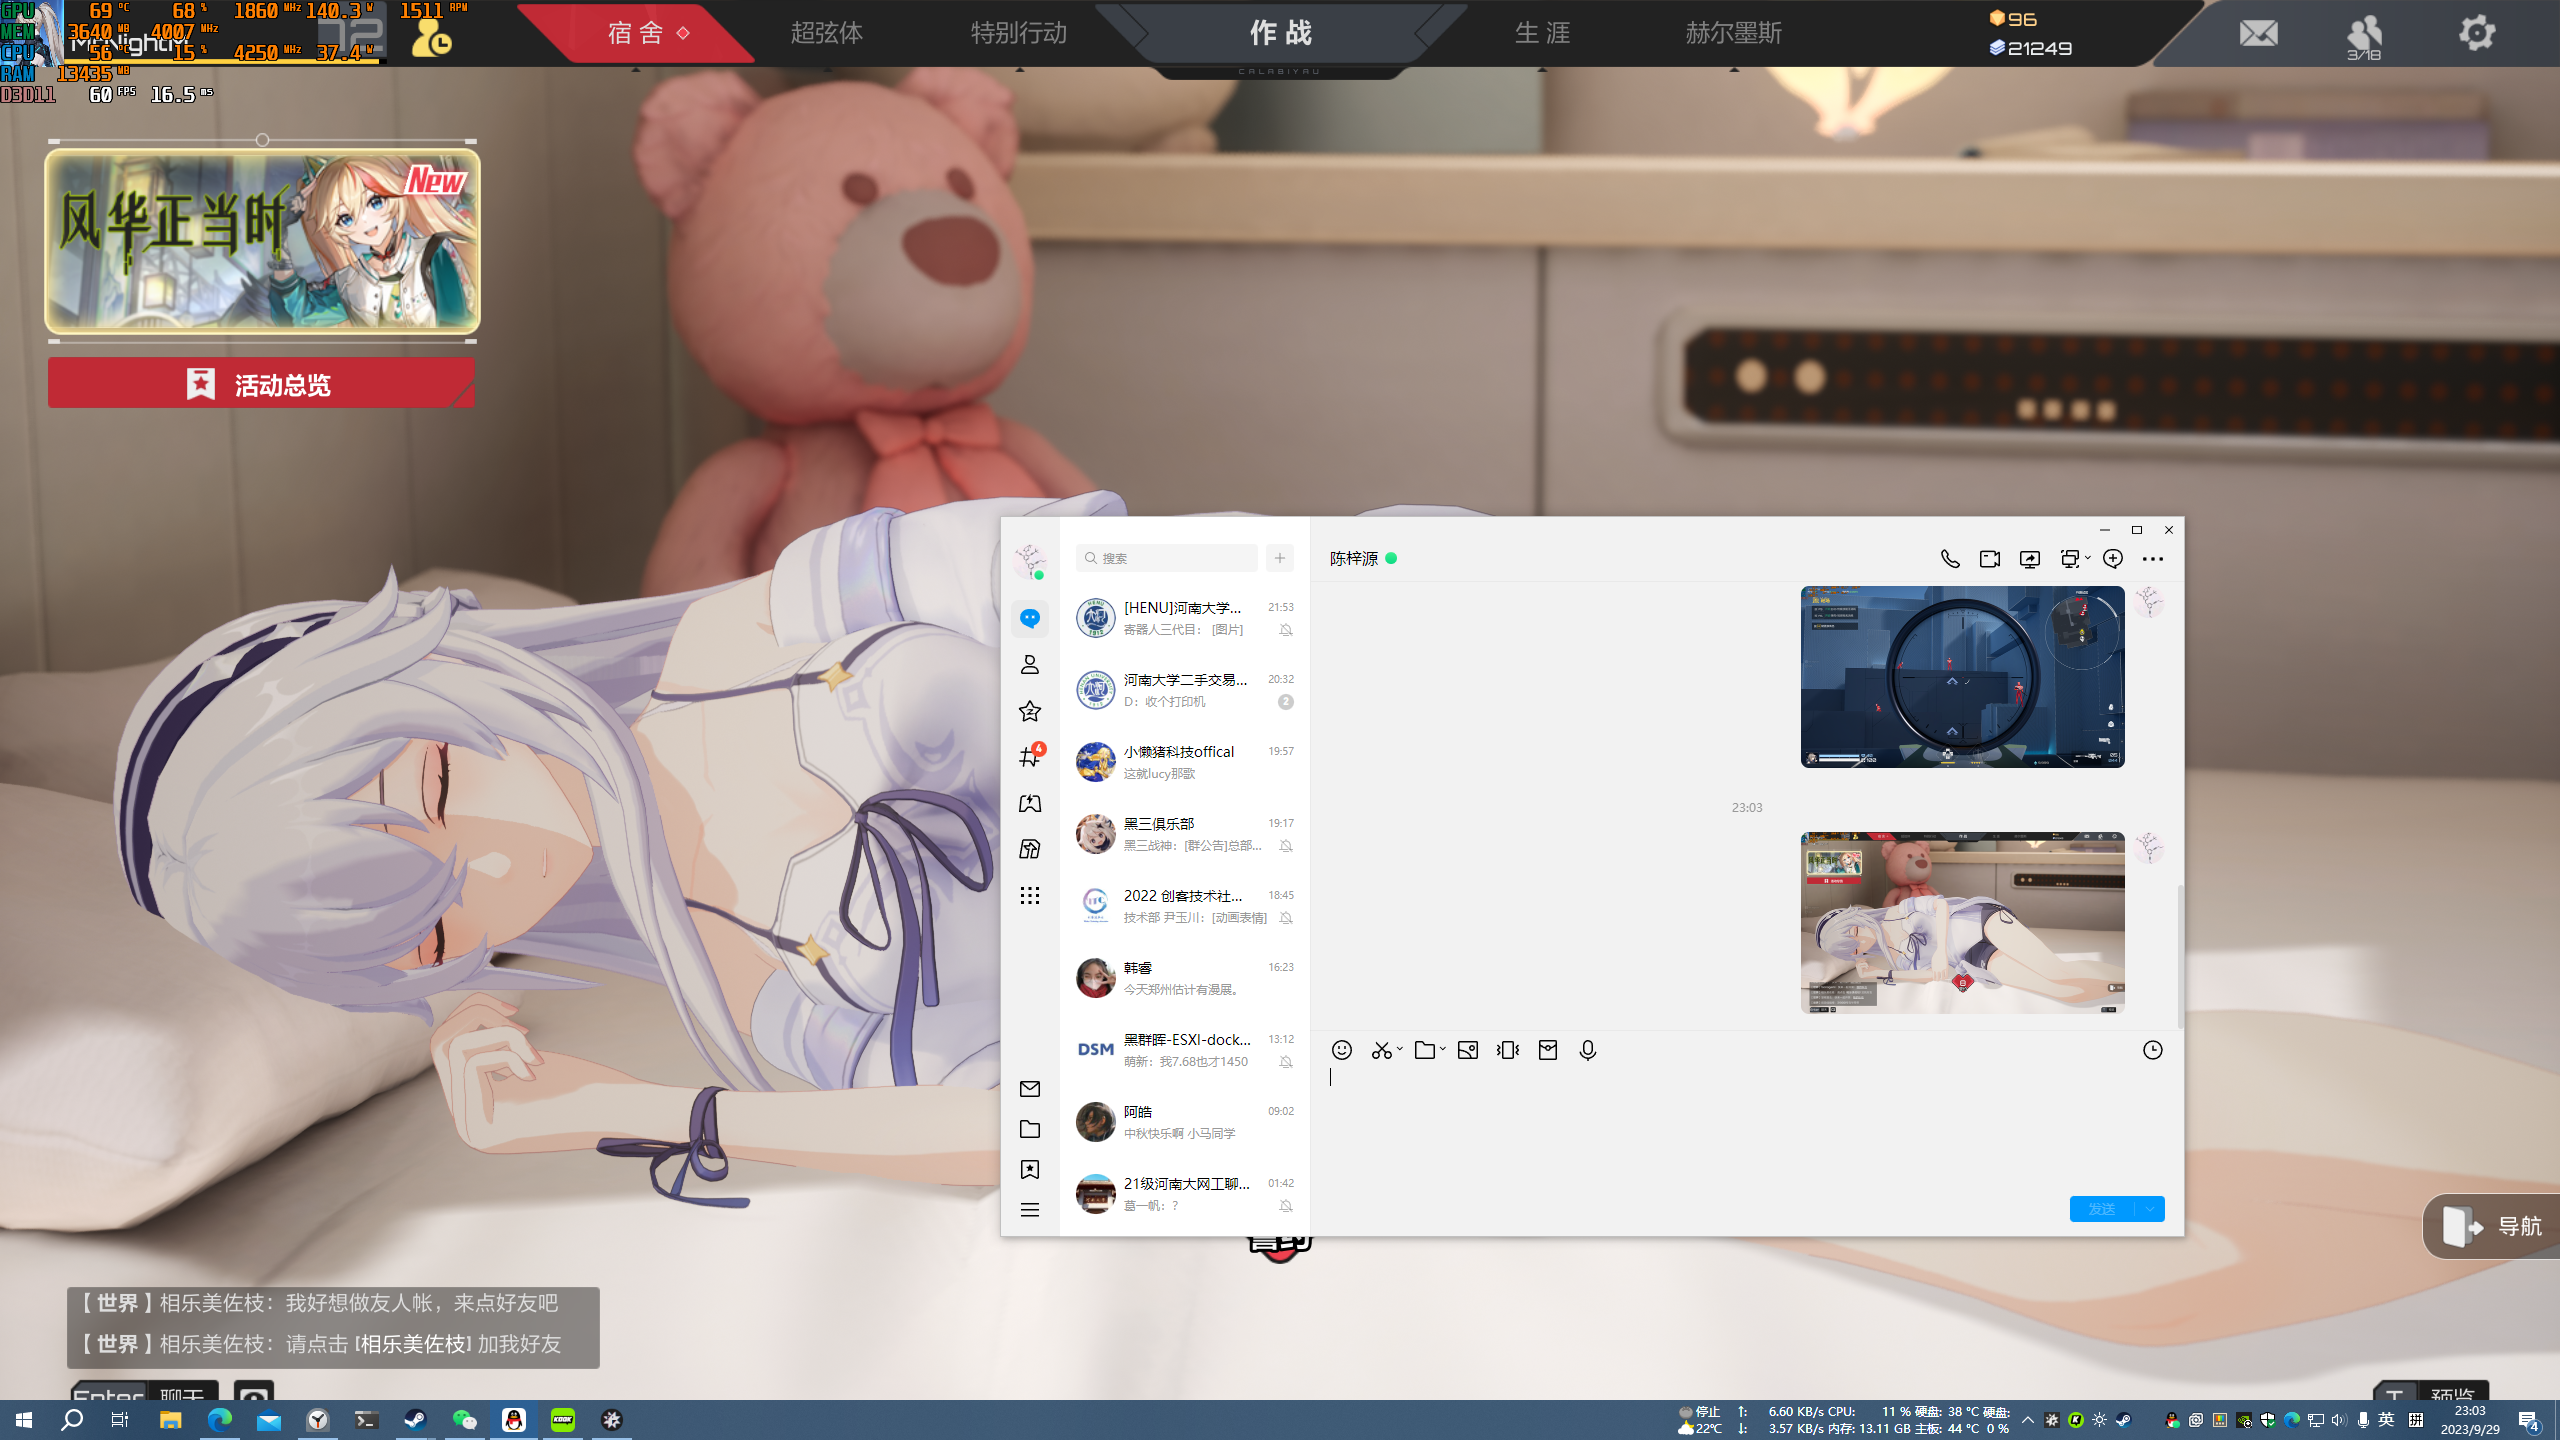 GPU 69 °C 68 % 1860 MHz 140.3 W 1511 RPM
MEM 3640 MB 4007 MHz
CPU 56 °C 15 % 4250 MHz 37.4 W
RAM 13435 MB
D3D11 60 FPS 16.5 ms
72
宿舍
超弦体
特别行动
作战
CALABIYAU
生涯
赫尔墨斯
96
21249
3/18
风华正当时
New
活动总览
搜索
陈梓源
[HENU]河南大学... 21:53
寄器人三代目： [图片]
河南大学二手交易... 20:32
D：收个打印机 2
小懒猪科技offical 19:57
这就lucy那歌
黑三俱乐部 19:17
黑三战神：[群公告]总部...
2022 创客技术社... 18:45
技术部 尹玉川：[动画表情]
韩睿 16:23
今天郑州估计有漫展。
DSM
黑群晖-ESXI-dock... 13:12
萌新：我7.68也才1450
阿皓 09:02
中秋快乐啊 小马同学
21级河南大网工聊... 01:42
葛一帆：？
4
23:03
发送
导航
【世界】相乐美佐枝：我好想做友人帐，来点好友吧
【世界】相乐美佐枝：请点击 [相乐美佐枝] 加我好友
Enter 聊天
T 预览
停止 ↑: 6.60 KB/s CPU: 11 % 硬盘: 38 °C 硬盘:
22°C ↓: 3.57 KB/s 内存: 13.11 GB 主板: 44 °C 0 %
英
拼
23:03
2023/9/29
4